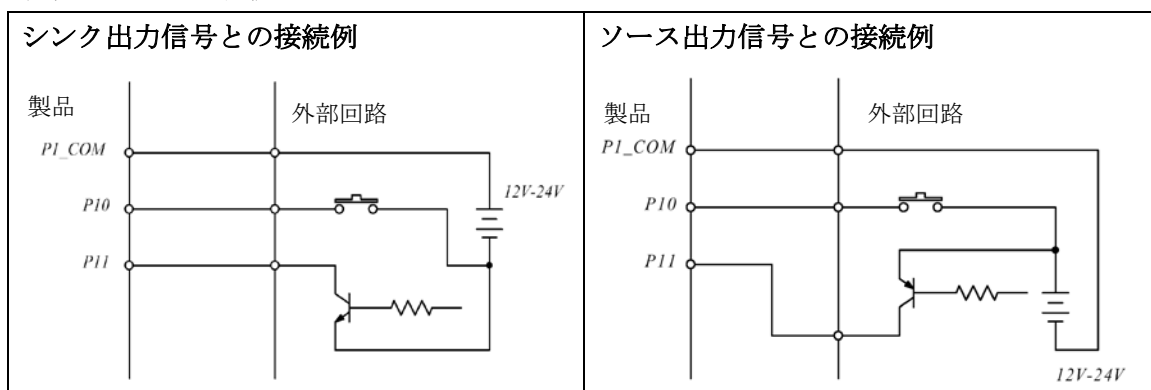 シンク出力信号との接続例
製品
外部回路
P1_COM
P10
12V-24V
P11
ソース出力信号との接続例
製品
外部回路
P1_COM
P10
P11
12V-24V